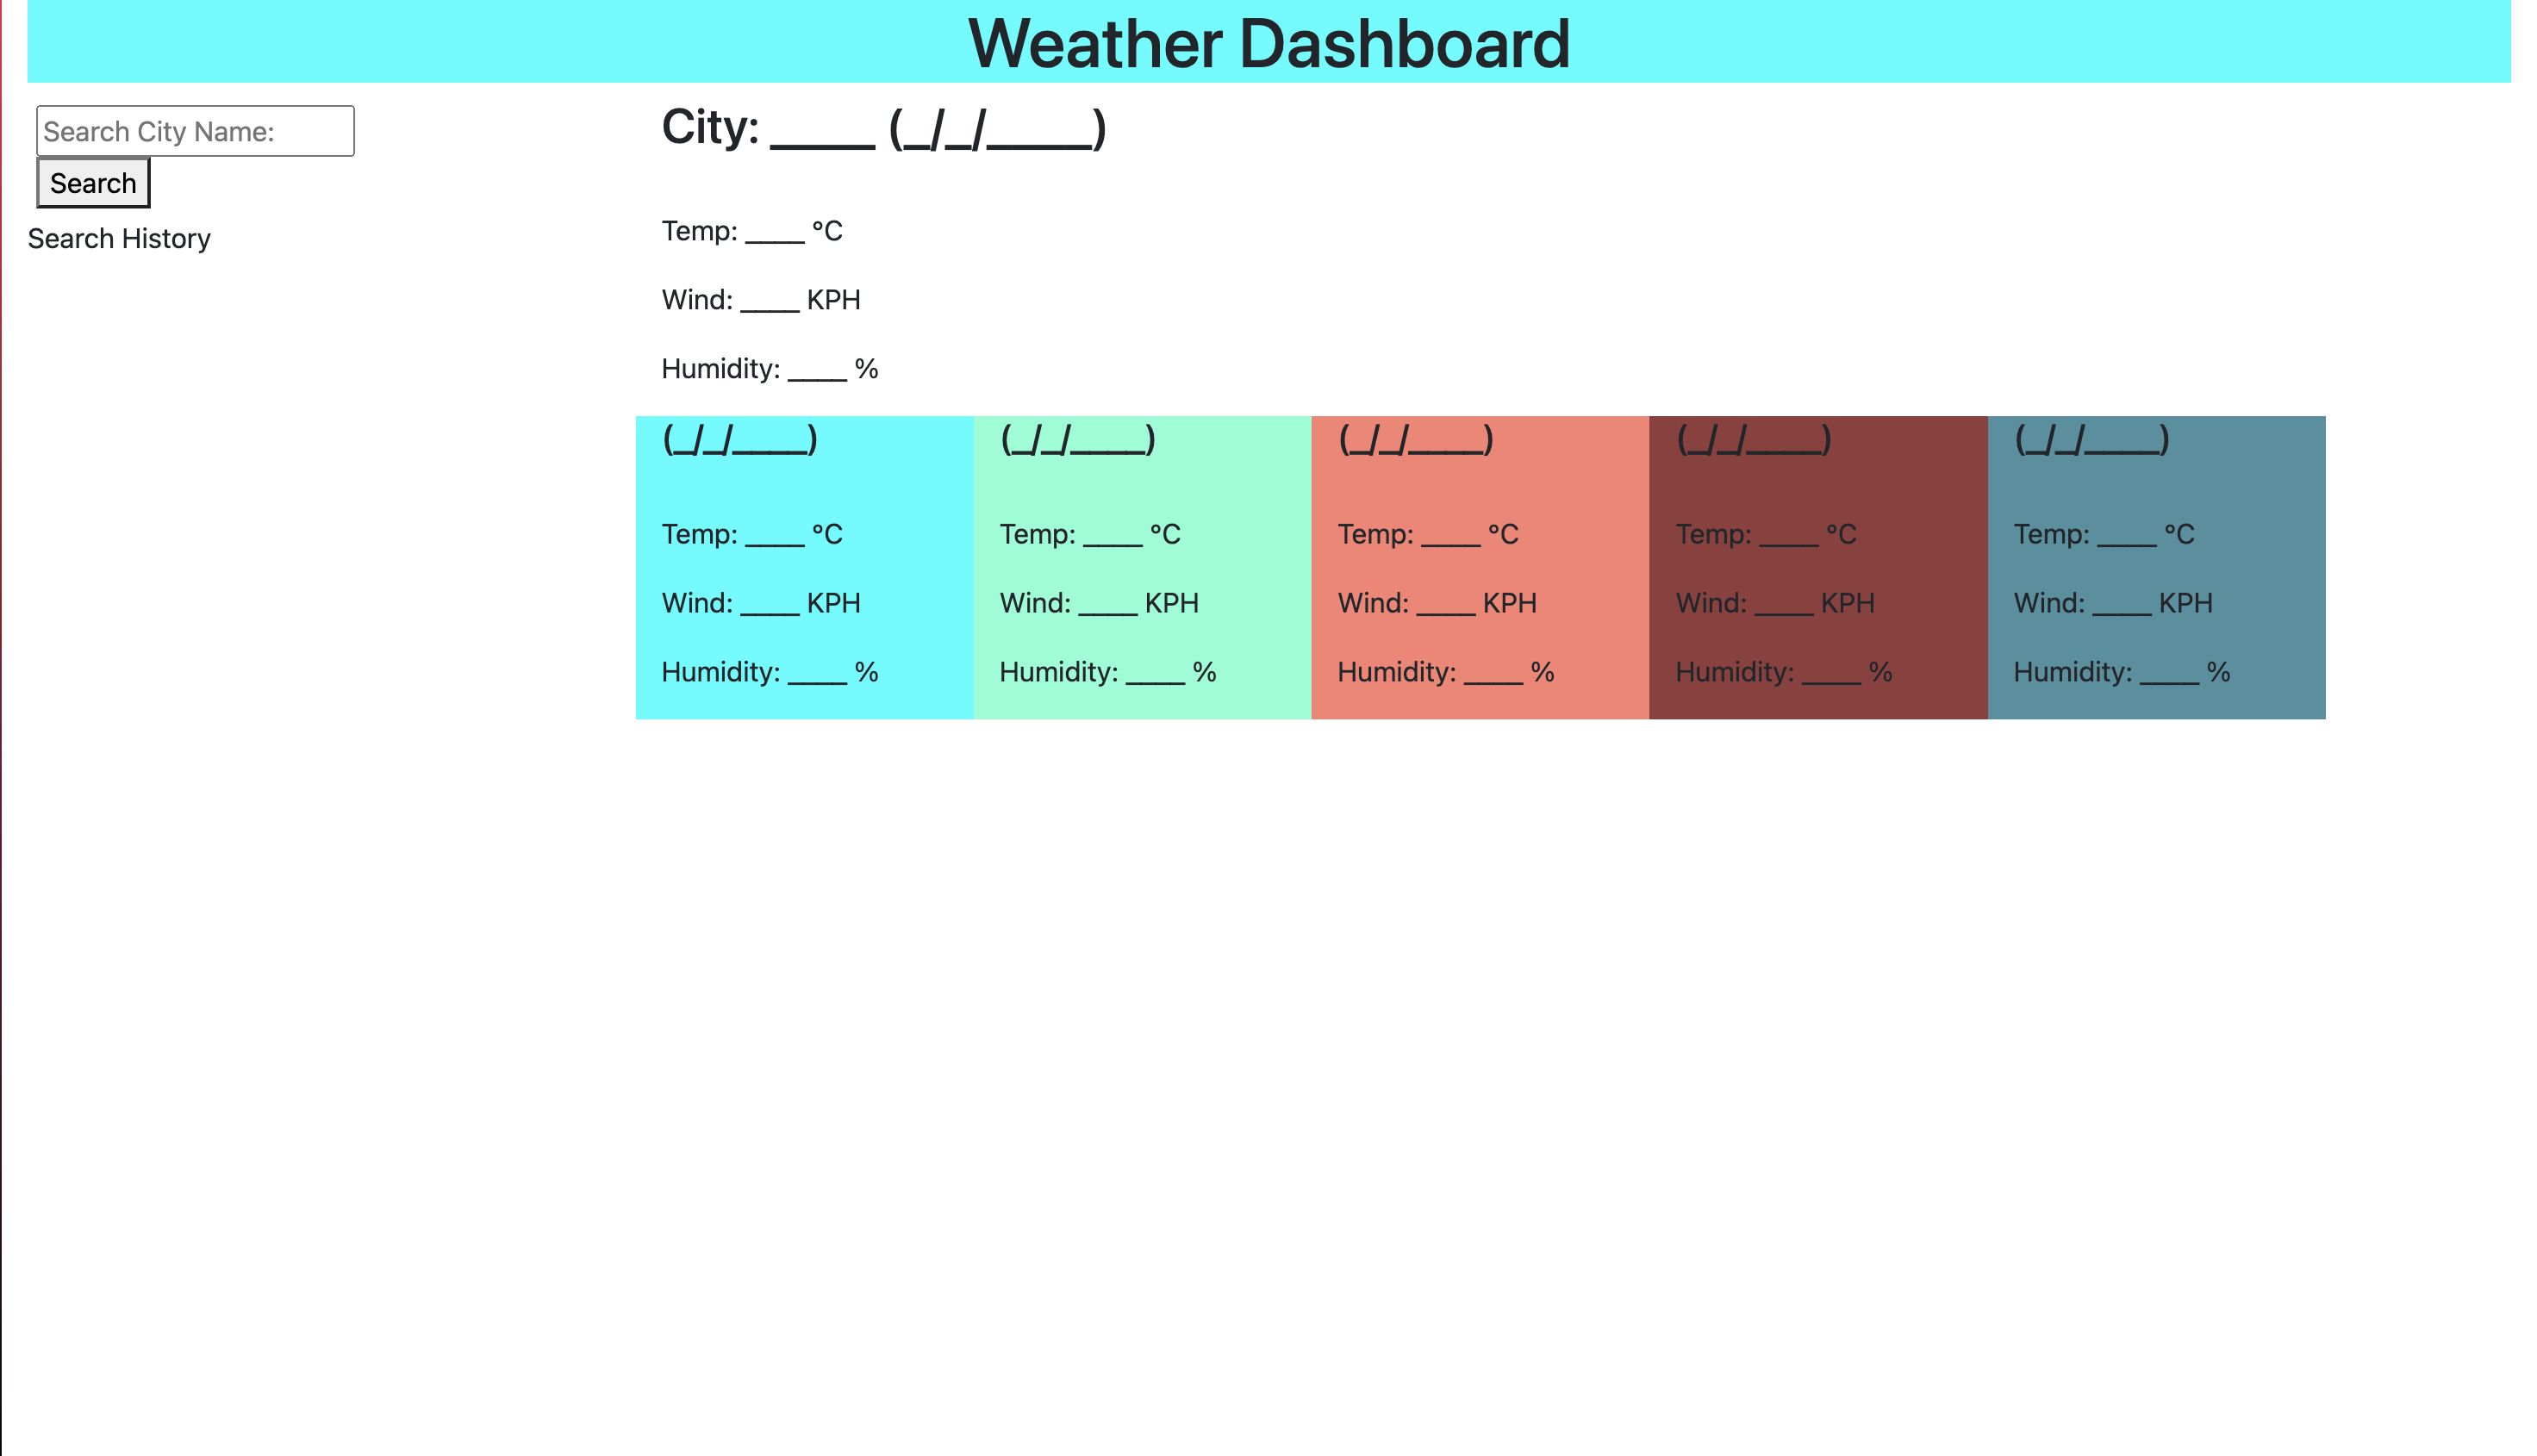 Weather Dashboard
Search City Name:
Search
Search History
City: _____ (_/_/_____)
Temp: ____ °C
Wind: ____ KPH
Humidity: ____ %
(_/_/____)
Temp: ____ °C
Wind: ____ KPH
Humidity: ____ %
(_/_/____)
Temp: ____ °C
Wind: ____ KPH
Humidity: ____ %
(_/_/____)
Temp: ____ °C
Wind: ____ KPH
Humidity: ____ %
(_/_/____)
Temp: ____ °C
Wind: ____ KPH
Humidity: ____ %
(_/_/____)
Temp: ____ °C
Wind: ____ KPH
Humidity: ____ %